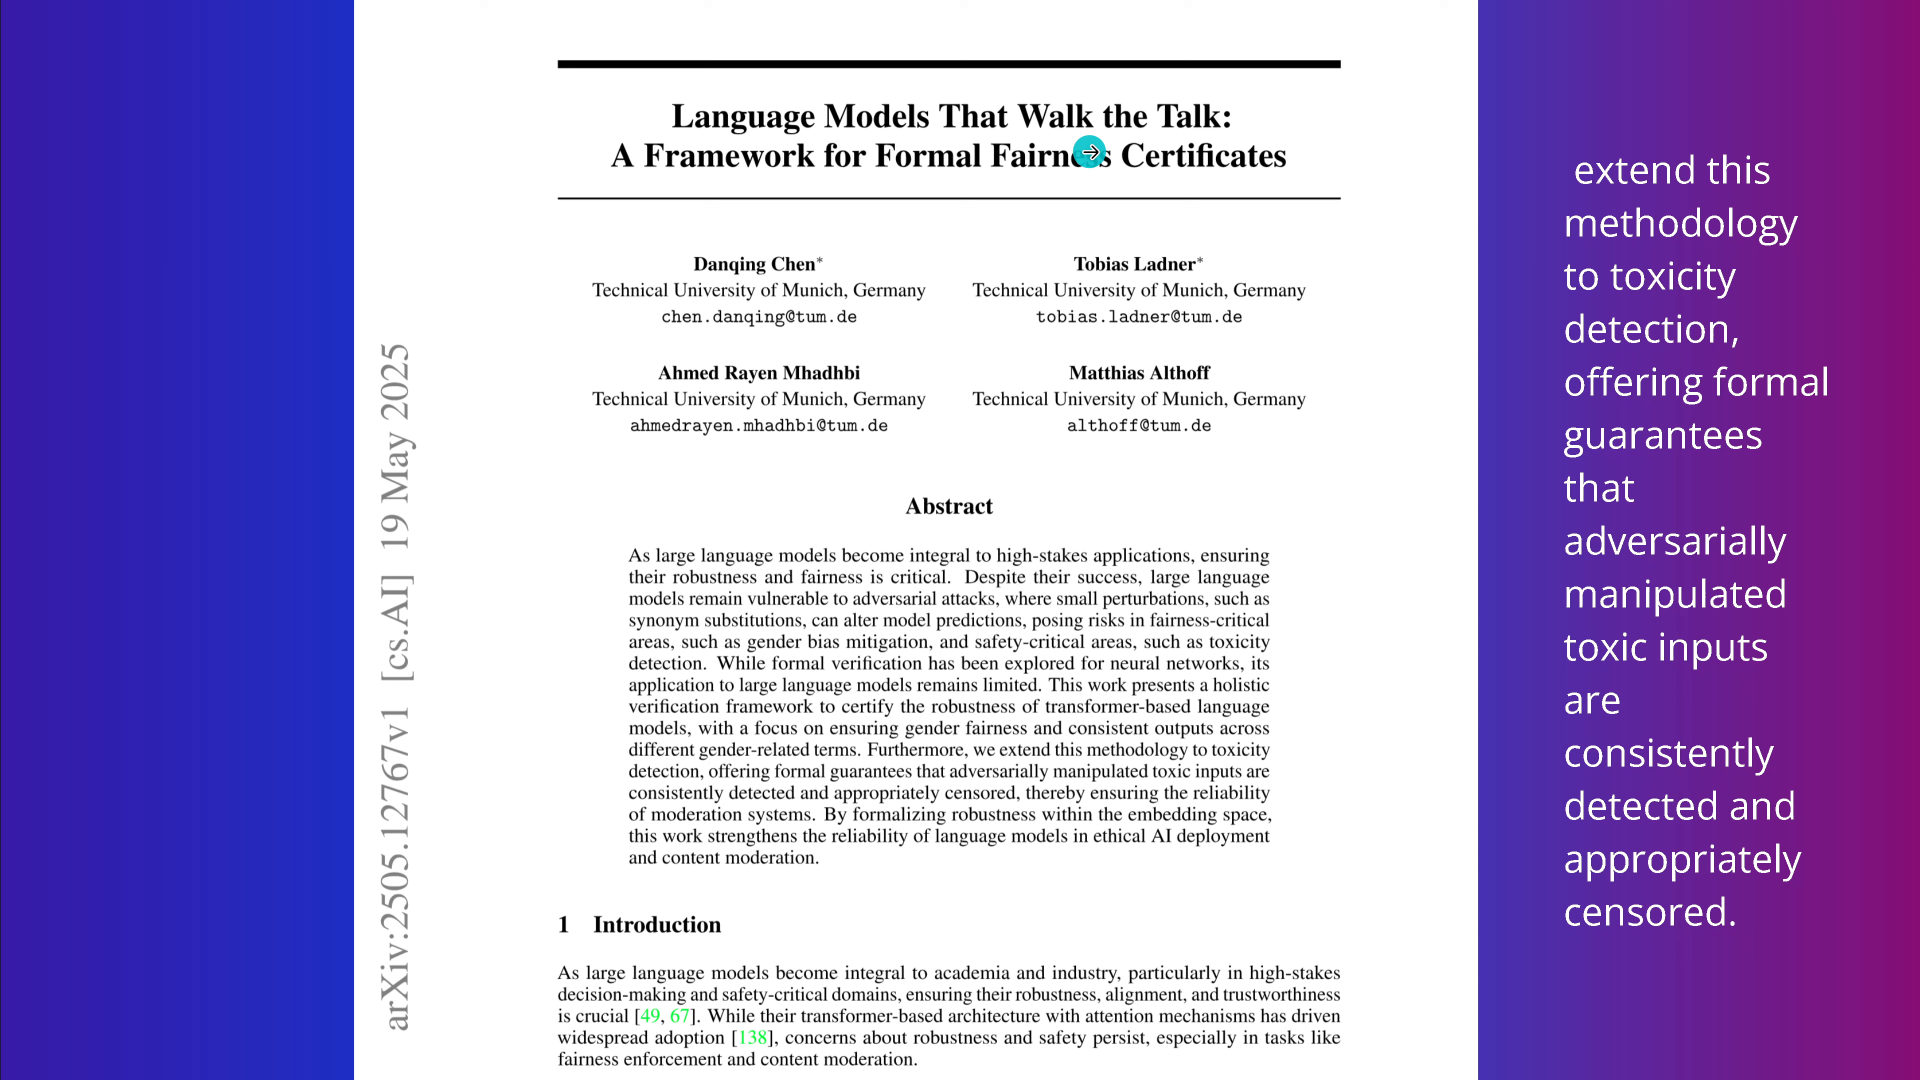 Language Models That Walk the Talk:
A Framework for Formal Fairness Certificates
Danqing Chen*
Technical University of Munich, Germany
chen.danqing@tum.de
Tobias Ladner*
Technical University of Munich, Germany
tobias.ladner@tum.de
Ahmed Rayen Mhadhbi
Technical University of Munich, Germany
ahmedrayen.mhadhbi@tum.de
Matthias Althoff
Technical University of Munich, Germany
althoff@tum.de
arXiv:2505.12767v1 [cs.AI] 19 May 2025
Abstract
As large language models become integral to high-stakes applications, ensuring
their robustness and fairness is critical. Despite their success, large language
models remain vulnerable to adversarial attacks, where small perturbations, such as
synonym substitutions, can alter model predictions, posing risks in fairness-critical
areas, such as gender bias mitigation, and safety-critical areas, such as toxicity
detection. While formal verification has been explored for neural networks, its
application to large language models remains limited. This work presents a holistic
verification framework to certify the robustness of transformer-based language
models, with a focus on ensuring gender fairness and consistent outputs across
different gender-related terms. Furthermore, we extend this methodology to toxicity
detection, offering formal guarantees that adversarially manipulated toxic inputs are
consistently detected and appropriately censored, thereby ensuring the reliability
of moderation systems. By formalizing robustness within the embedding space,
this work strengthens the reliability of language models in ethical AI deployment
and content moderation.
1 Introduction
As large language models become integral to academia and industry, particularly in high-stakes
decision-making and safety-critical domains, ensuring their robustness, alignment, and trustworthiness
is crucial [49, 67]. While their transformer-based architecture with attention mechanisms has driven
widespread adoption [138], concerns about robustness and safety persist, especially in tasks like
fairness enforcement and content moderation.
extend this
methodology
to toxicity
detection,
offering formal
guarantees
that
adversarially
manipulated
toxic inputs
are
consistently
detected and
appropriately
censored.